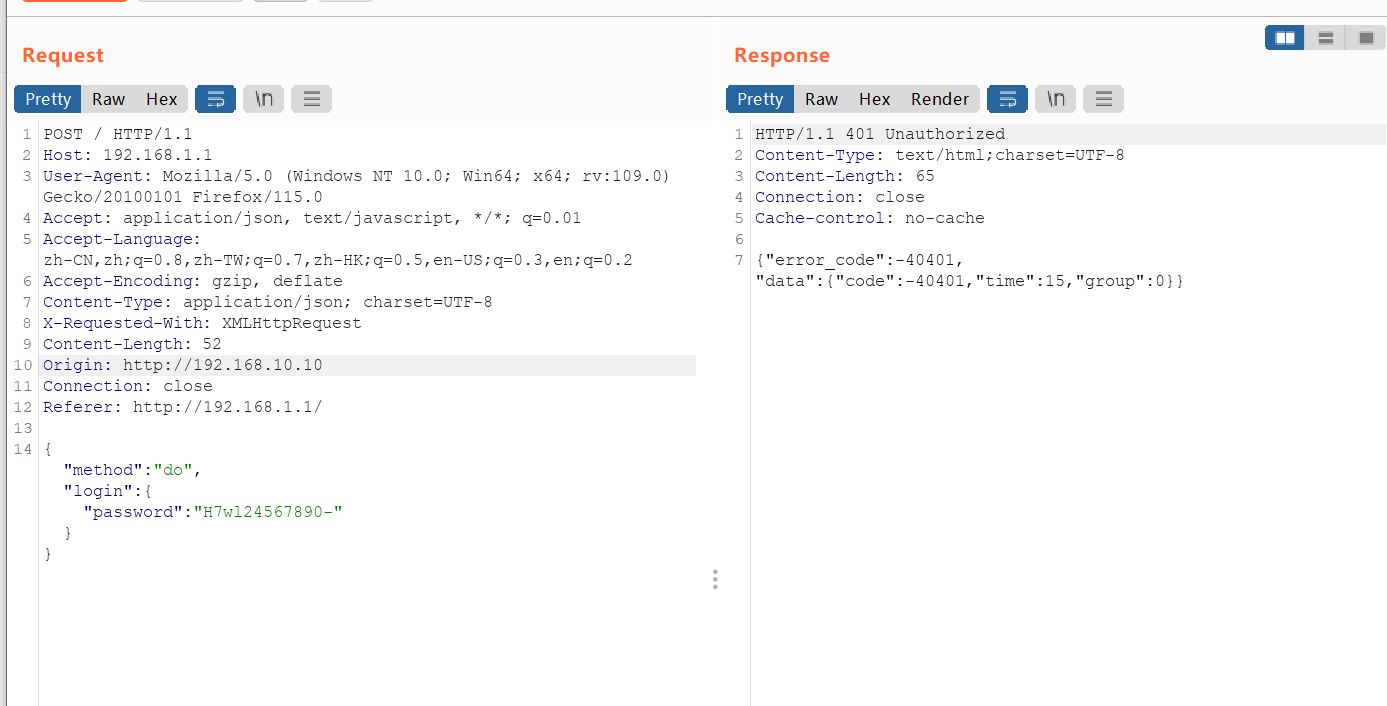 Request
Pretty Raw Hex \n
1 POST / HTTP/1.1
2 Host: 192.168.1.1
3 User-Agent: Mozilla/5.0 (Windows NT 10.0; Win64; x64; rv:109.0)
Gecko/20100101 Firefox/115.0
4 Accept: application/json, text/javascript, */*; q=0.01
5 Accept-Language:
zh-CN,zh;q=0.8,zh-TW;q=0.7,zh-HK;q=0.5,en-US;q=0.3,en;q=0.2
6 Accept-Encoding: gzip, deflate
7 Content-Type: application/json; charset=UTF-8
8 X-Requested-With: XMLHttpRequest
9 Content-Length: 52
10 Origin: http://192.168.10.10
11 Connection: close
12 Referer: http://192.168.1.1/
13
14 {
"method":"do",
"login":{
"password":"H7wl24567890-"
}
}
Response
Pretty Raw Hex Render \n
1 HTTP/1.1 401 Unauthorized
2 Content-Type: text/html;charset=UTF-8
3 Content-Length: 65
4 Connection: close
5 Cache-control: no-cache
6
7 {"error_code":-40401,
"data":{"code":-40401,"time":15,"group":0}}